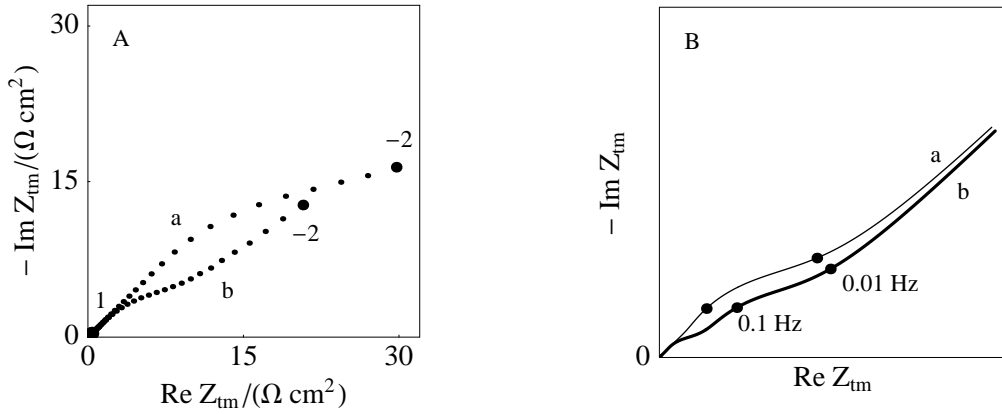 A
30
15
0
0
15
30
− Im Z_tm/(Ω cm²)
Re Z_tm/(Ω cm²)
a
b
1
−2
−2
B
− Im Z_tm
Re Z_tm
0
a
b
0.01 Hz
0.1 Hz